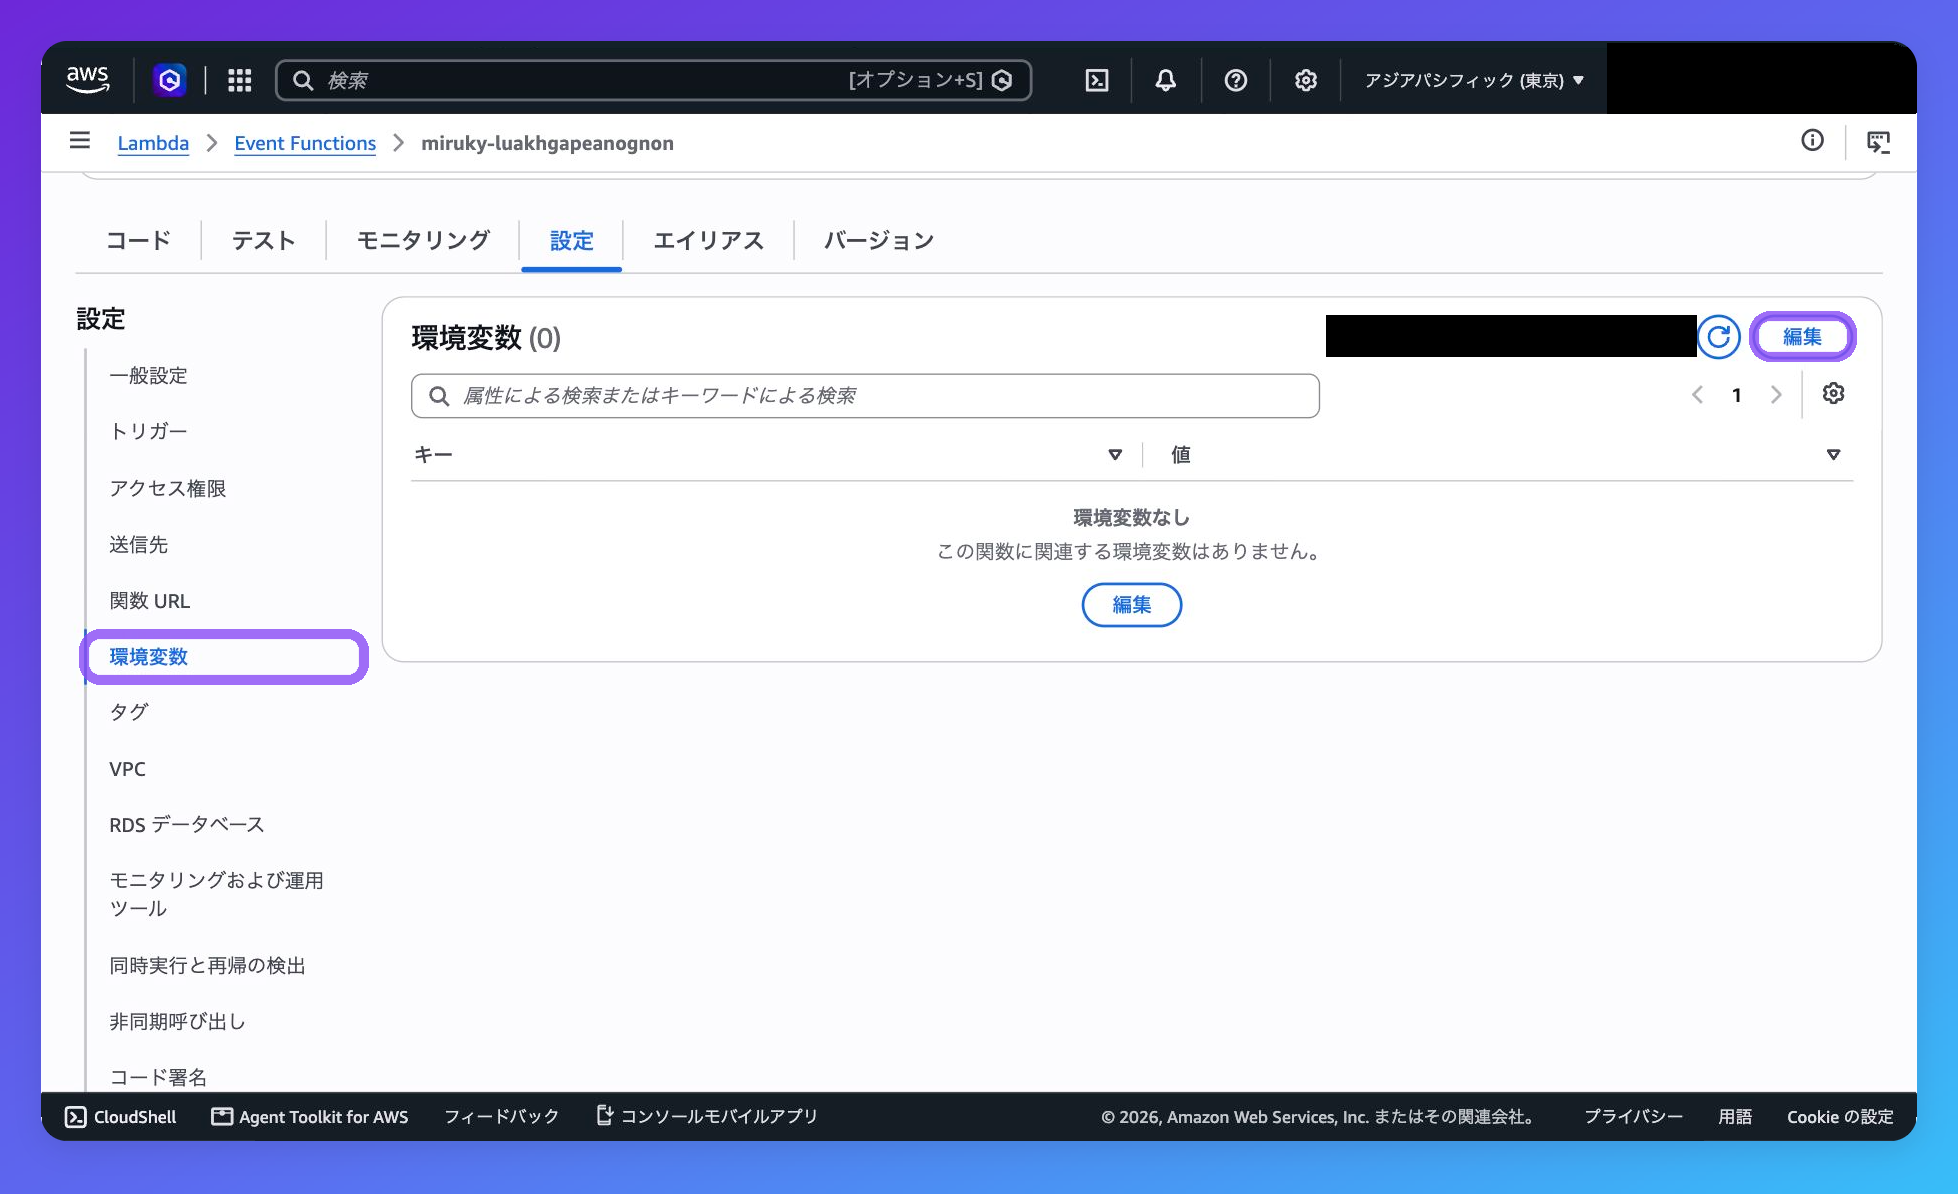 aws
検索
[オプション+S]
アジアパシフィック (東京) ▼
Lambda > Event Functions > miruky-luakhgapeanognon
コード
テスト
モニタリング
設定
エイリアス
バージョン
設定
一般設定
トリガー
アクセス権限
送信先
関数 URL
環境変数
タグ
VPC
RDS データベース
モニタリングおよび運用
ツール
同時実行と再帰の検出
非同期呼び出し
コード署名
環境変数 (0)
編集
属性による検索またはキーワードによる検索
1
キー
値
環境変数なし
この関数に関連する環境変数はありません。
編集
CloudShell
Agent Toolkit for AWS
フィードバック
コンソールモバイルアプリ
© 2026, Amazon Web Services, Inc. またはその関連会社。
プライバシー
用語
Cookie の設定